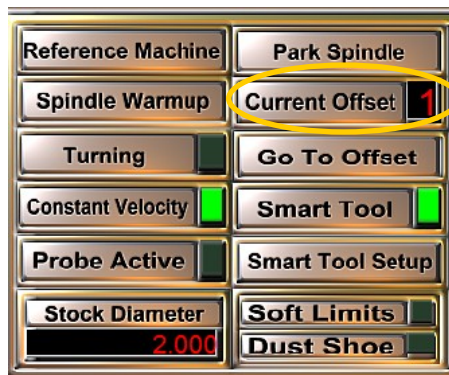 Reference Machine Park Spindle
Spindle Warmup Current Offset 1
Turning Go To Offset
Constant Velocity Smart Tool
Probe Active Smart Tool Setup
Stock Diameter Soft Limits
2.000 Dust Shoe